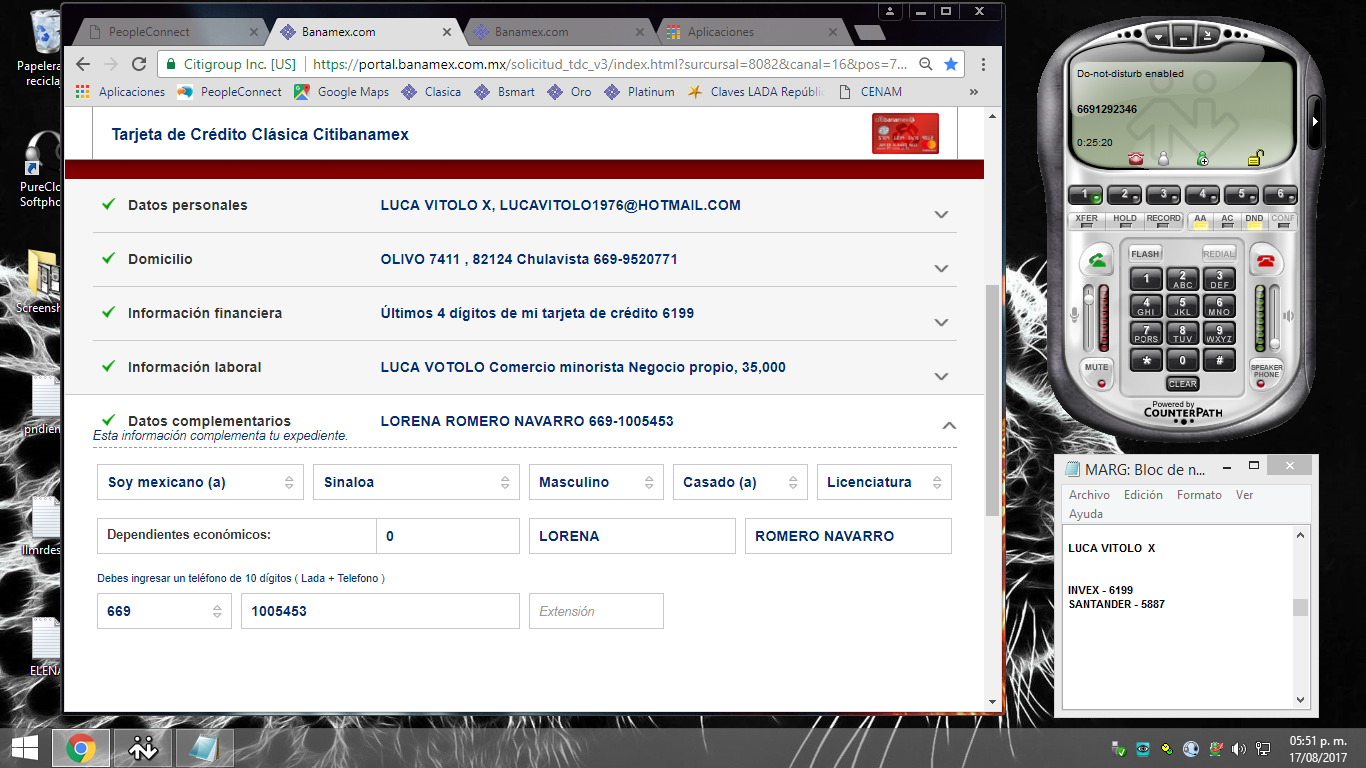 Papelera
recicla
PureClo
Softpho
Screensh
pndien
llmrdes
ELENA
PeopleConnect
Banamex.com
Banamex.com
Aplicaciones
Citigroup Inc. [US]
https://portal.banamex.com.mx/solicitud_tdc_v3/index.html?surcursal=8082&canal=16&pos=7...
Aplicaciones
PeopleConnect
Google Maps
Clasica
Bsmart
Oro
Platinum
Claves LADA Repúbli
CENAM
»
Tarjeta de Crédito Clásica Citibanamex
Datos personales
LUCA VITOLO X, LUCAVITOLO1976@HOTMAIL.COM
Domicilio
OLIVO 7411 , 82124 Chulavista 669-9520771
Información financiera
Últimos 4 dígitos de mi tarjeta de crédito 6199
Información laboral
LUCA VOTOLO Comercio minorista Negocio propio, 35,000
Datos complementarios
LORENA ROMERO NAVARRO 669-1005453
Esta información complementa tu expediente.
Soy mexicano (a)
Sinaloa
Masculino
Casado (a)
Licenciatura
Dependientes económicos:
0
LORENA
ROMERO NAVARRO
Debes ingresar un teléfono de 10 dígitos ( Lada + Telefono )
669
1005453
Extensión
Do-not-disturb enabled
6691292346
0:25:20
1 2 3 4 5 6
XFER HOLD RECORD AA AC DND CONF
FLASH REDIAL
1 2 ABC 3 DEF
4 GHI 5 JKL 6 MNO
7 PQRS 8 TUV 9 WXYZ
* 0 #
MUTE
CLEAR
SPEAKER
PHONE
Powered by
COUNTERPATH
MARG: Bloc de n...
Archivo Edición Formato Ver
Ayuda
LUCA VITOLO X
INVEX - 6199
SANTANDER - 5887
05:51 p. m.
17/08/2017